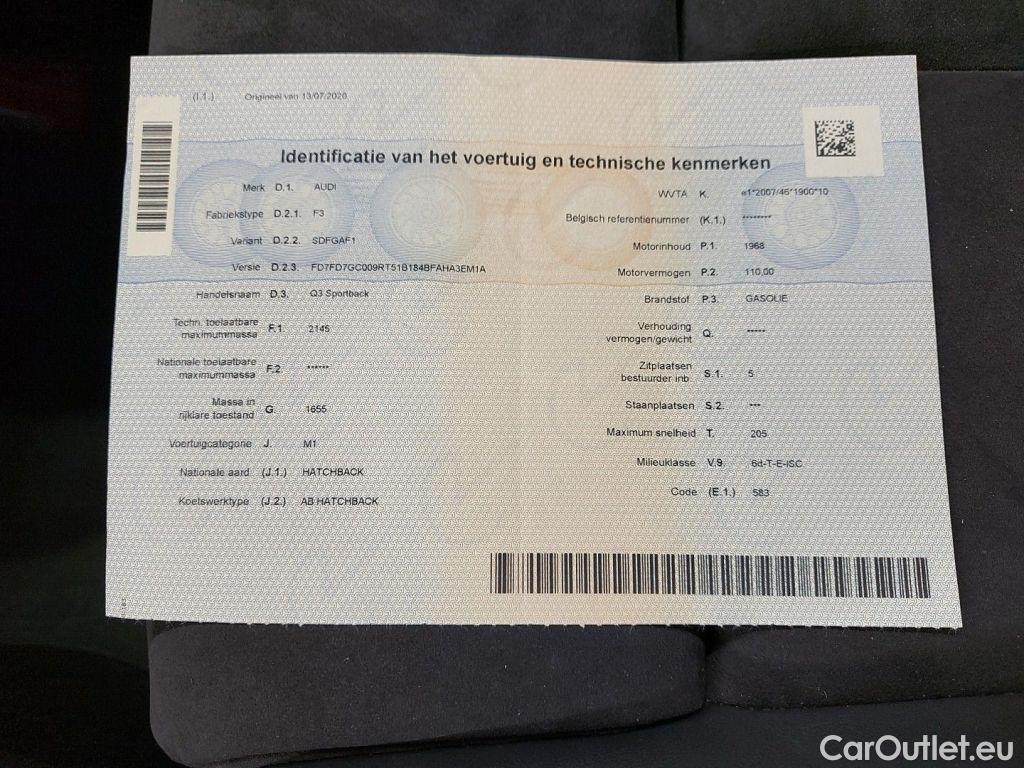 (I.1.) Origineel van 13/07/2020
Identificatie van het voertuig en technische kenmerken
Merk D.1. AUDI
Fabriekstype D.2.1. F3
Variant D.2.2. SDFGAF1
Versie D.2.3. FD7FD7GC009RT51B184BFAHA3EM1A
Handelsnaam D.3. Q3 Sportback
Techn. toelaatbare
maximummassa F.1. 2145
Nationale toelaatbare
maximummassa F.2. ******
Massa in
rijklare toestand G. 1655
Voertuigcategorie J. M1
Nationale aard (J.1.) HATCHBACK
Koetswerktype (J.2.) AB HATCHBACK
WVTA K. e1*2007/46*1900*10
Belgisch referentienummer (K.1.) ********
Motorinhoud P.1. 1968
Motorvermogen P.2. 110,00
Brandstof P.3. GASOLIE
Verhouding
vermogen/gewicht Q. *****
Zitplaatsen
bestuurder inb. S.1. 5
Staanplaatsen S.2. ***
Maximum snelheid T. 205
Milieuklasse V.9. 6d-T-E-ISC
Code (E.1.) 583
CarOutlet.eu